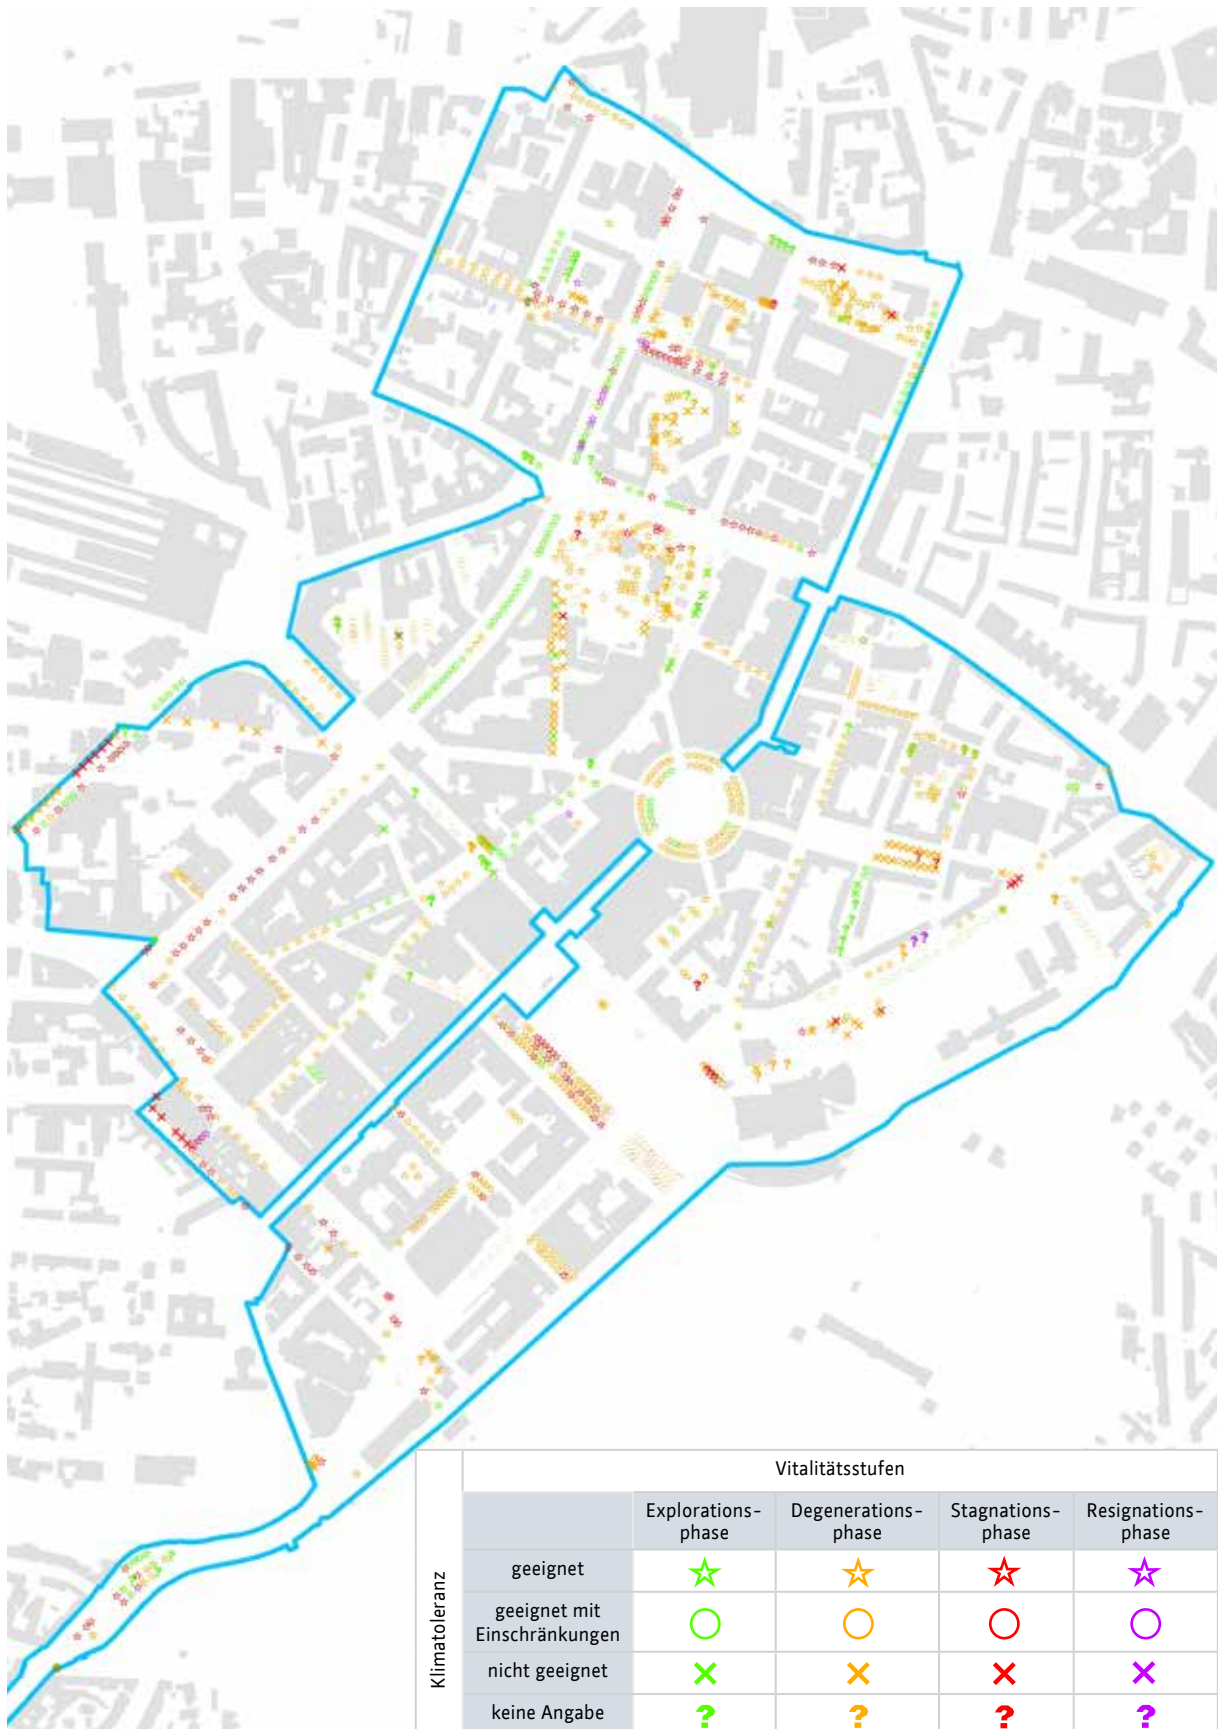 Vitalitätsstufen
Explorations-
phase
Degenerations-
phase
Stagnations-
phase
Resignations-
phase
Klimatoleranz
geeignet
geeignet mit
Einschränkungen
nicht geeignet
keine Angabe
? ? ? ?